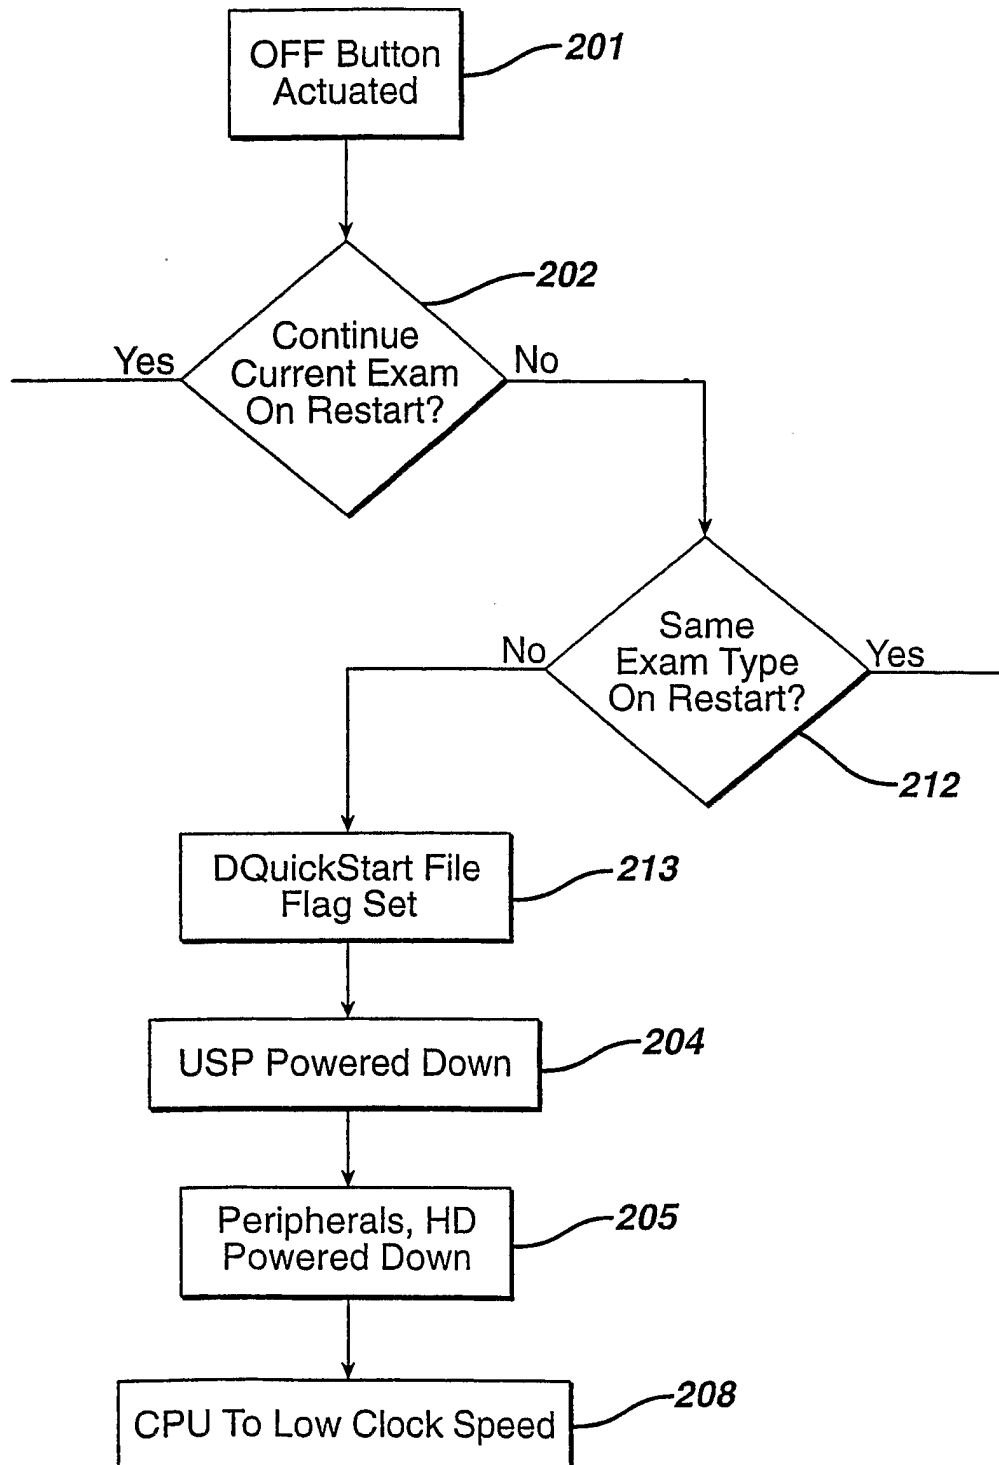 OFF Button
Actuated
201
202
Continue
Current Exam
On Restart?
Yes
No
Same
Exam Type
On Restart?
No
Yes
212
DQuickStart File
Flag Set
213
USP Powered Down
204
Peripherals, HD
Powered Down
205
CPU To Low Clock Speed
208